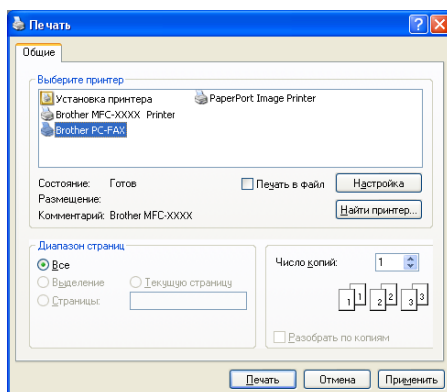 Печать
Общие
Выберите принтер
Установка принтера PaperPort Image Printer
Brother MFC-XXXX Printer
Brother PC-FAX
Состояние: Готов Печать в файл Настройка
Размещение:
Комментарий: Brother MFC-XXXX Найти принтер...
Диапазон страниц
Все Число копий: 1
Выделение Текущую страницу
Страницы:
1 1 2 2 3 3
Разобрать по копиям
Печать Отмена Применить